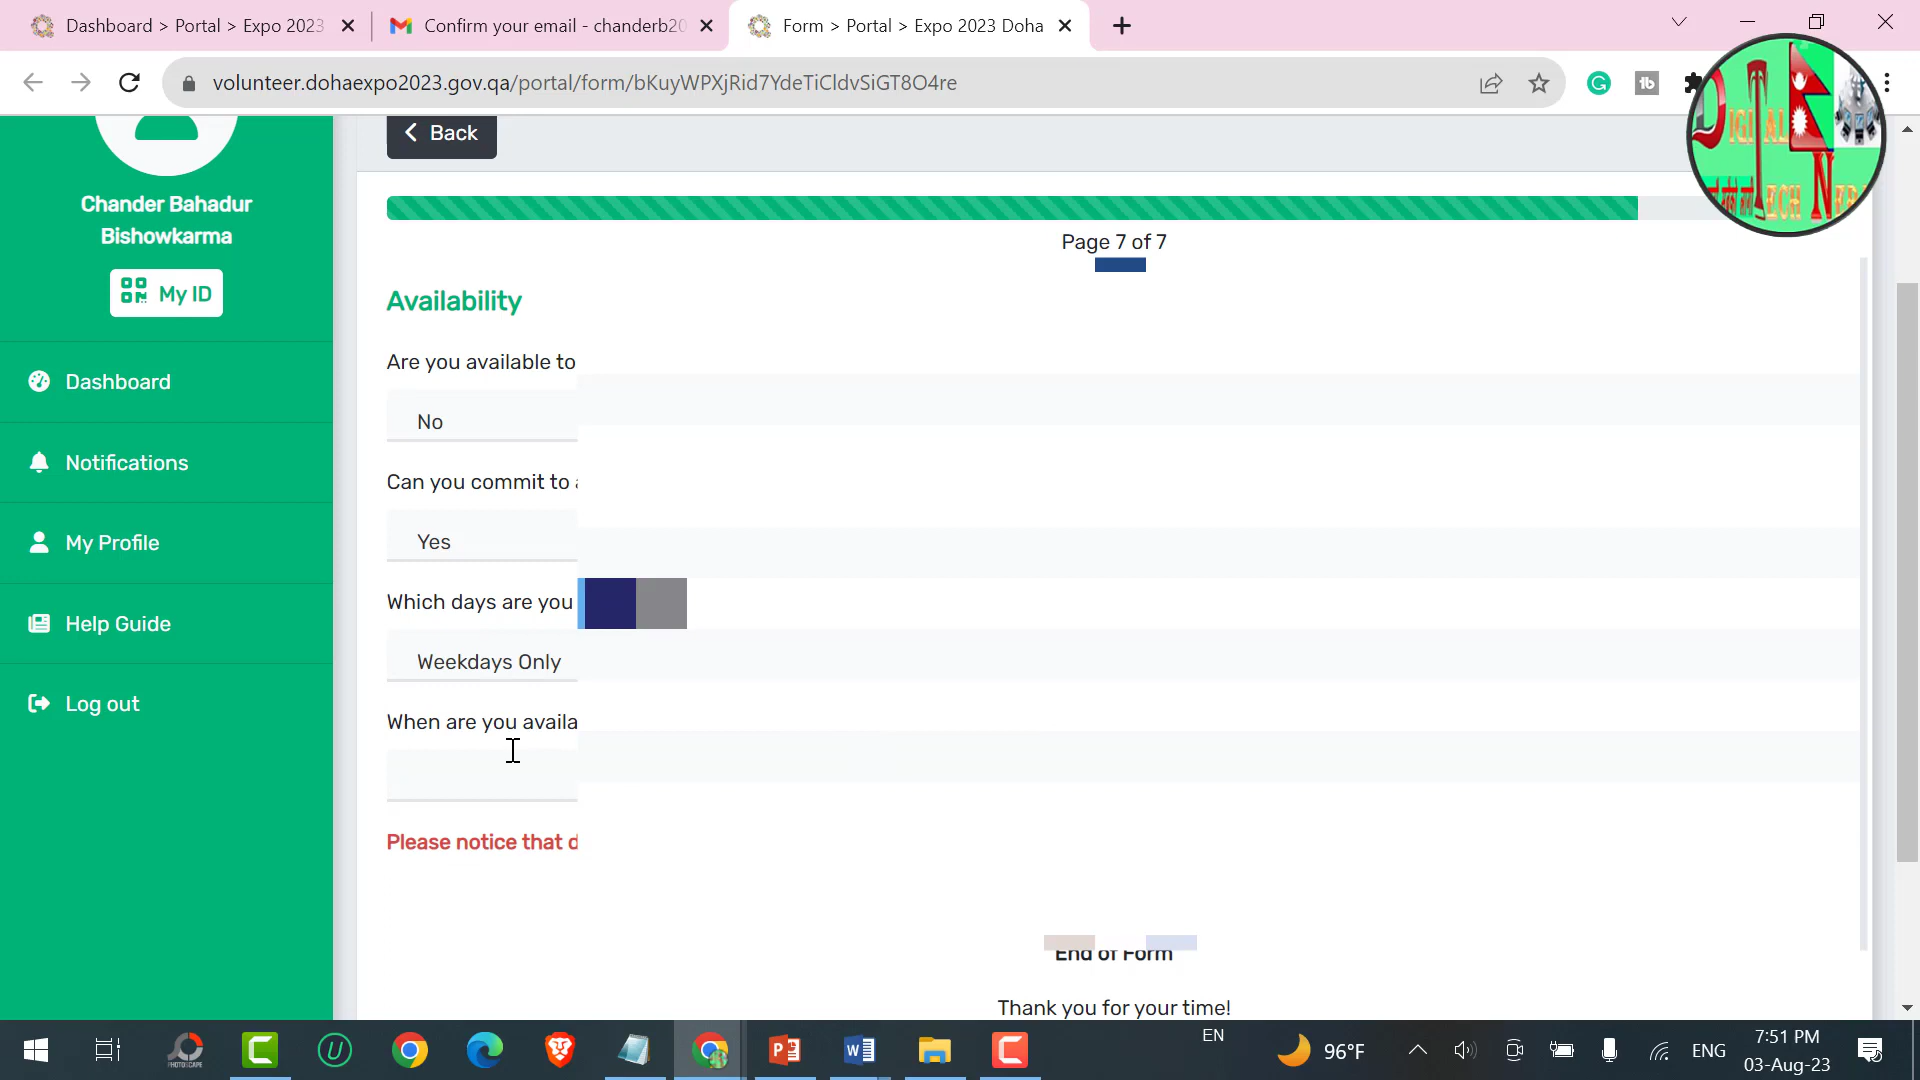 Dashboard > Portal > Expo 2023
Confirm your email - chanderb20
Form > Portal > Expo 2023 Doha
volunteer.dohaexpo2023.gov.qa/portal/form/bKuyWPXjRid7YdeTiCldvSiGT8O4re
Back
Chander Bahadur
Bishowkarma
My ID
Dashboard
Notifications
My Profile
Help Guide
Log out
Page 7 of 7
Availability
Are you available to
No
Can you commit to
Yes
Which days are you
Weekdays Only
When are you availa
Please notice that d
End of Form
Thank you for your time!
EN
96°F
ENG
7:51 PM
03-Aug-23